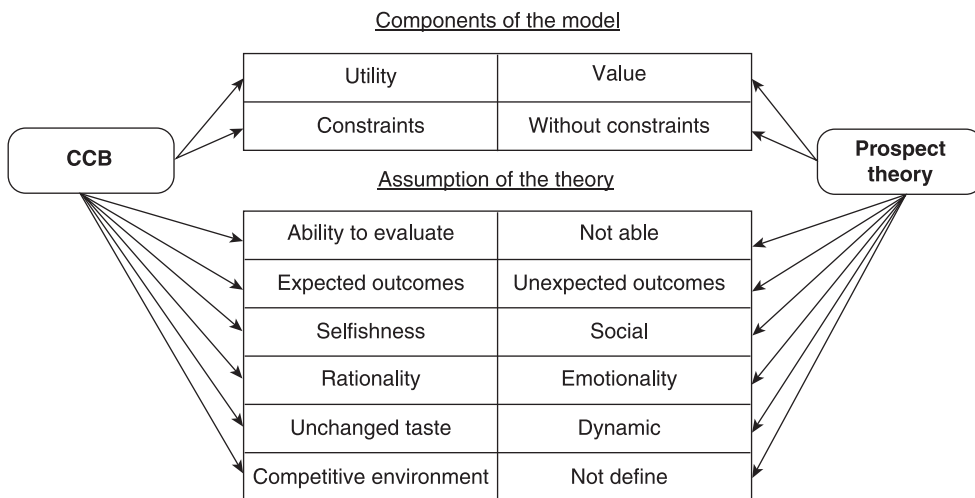 Components of the model
Utility
Value
Constraints
Without constraints
CCB
Prospect
theory
Assumption of the theory
Ability to evaluate
Not able
Expected outcomes
Unexpected outcomes
Selfishness
Social
Rationality
Emotionality
Unchanged taste
Dynamic
Competitive environment
Not define